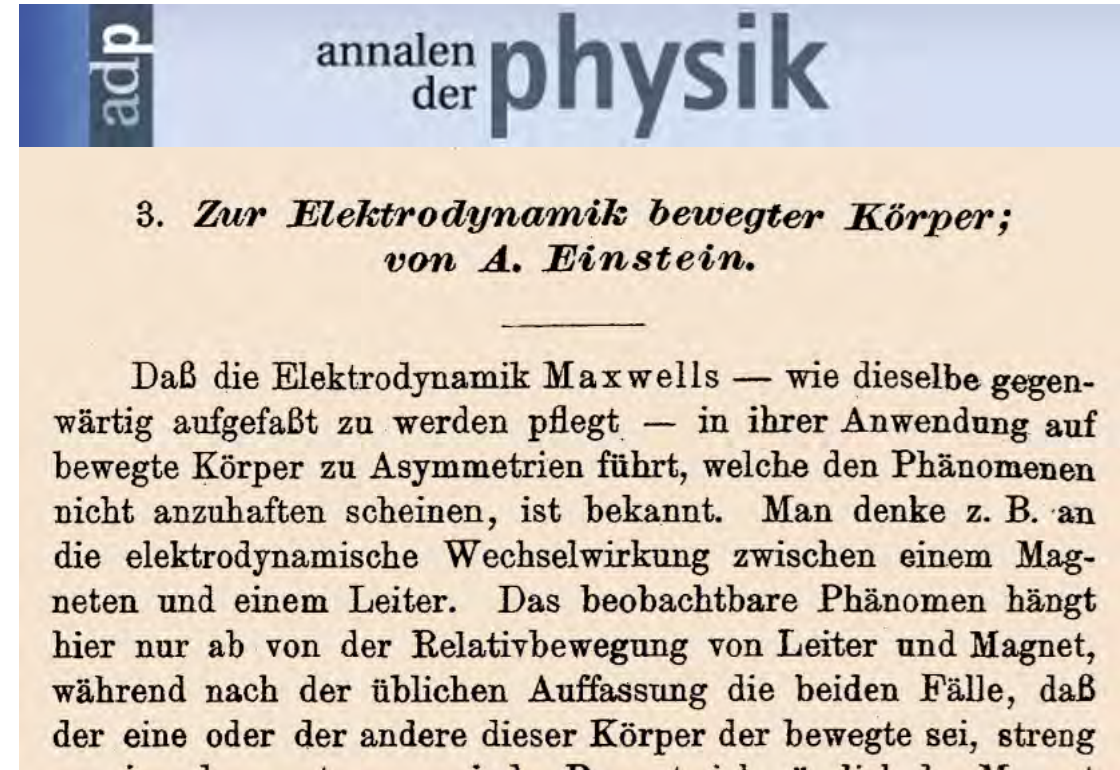 adp
annalen
der physik
3. Zur Elektrodynamik bewegter Körper;
von A. Einstein.
Daß die Elektrodynamik Maxwells — wie dieselbe gegen-
wärtig aufgefaßt zu werden pflegt — in ihrer Anwendung auf
bewegte Körper zu Asymmetrien führt, welche den Phänomenen
nicht anzuhaften scheinen, ist bekannt. Man denke z. B. an
die elektrodynamische Wechselwirkung zwischen einem Mag-
neten und einem Leiter. Das beobachtbare Phänomen hängt
hier nur ab von der Relativbewegung von Leiter und Magnet,
während nach der üblichen Auffassung die beiden Fälle, daß
der eine oder der andere dieser Körper der bewegte sei, streng